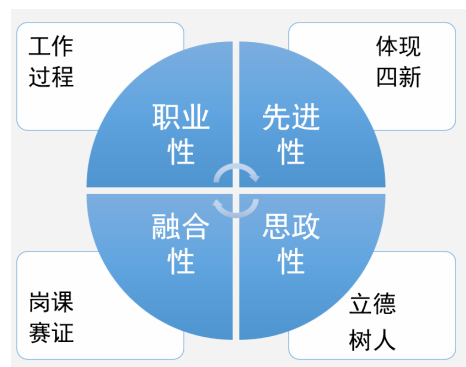 工作
过程
体现
四新
职业
性
先进
性
融合
性
思政
性
岗课
赛证
立德
树人